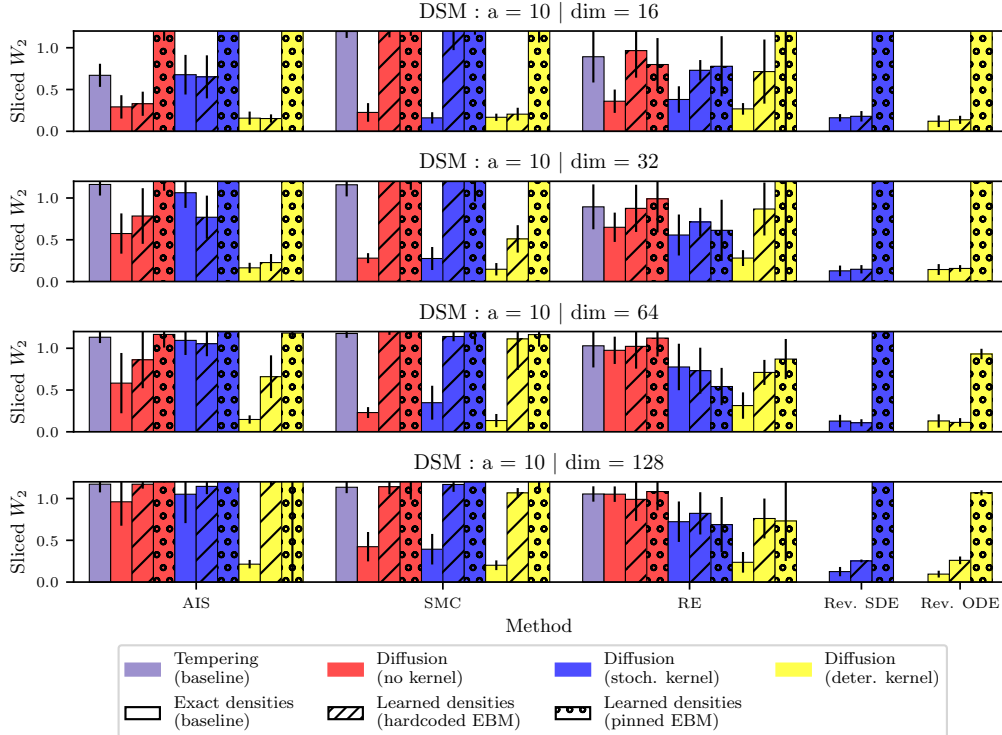 DSM : a = 10 | dim = 16
Sliced W₂
1.0
0.5
0.0
DSM : a = 10 | dim = 32
Sliced W₂
1.0
0.5
0.0
DSM : a = 10 | dim = 64
Sliced W₂
1.0
0.5
0.0
DSM : a = 10 | dim = 128
Sliced W₂
1.0
0.5
0.0
AIS SMC RE Rev. SDE Rev. ODE
Method
Tempering Diffusion Diffusion Diffusion
(baseline) (no kernel) (stoch. kernel) (deter. kernel)
Exact densities Learned densities Learned densities
(baseline) (hardcoded EBM) (pinned EBM)